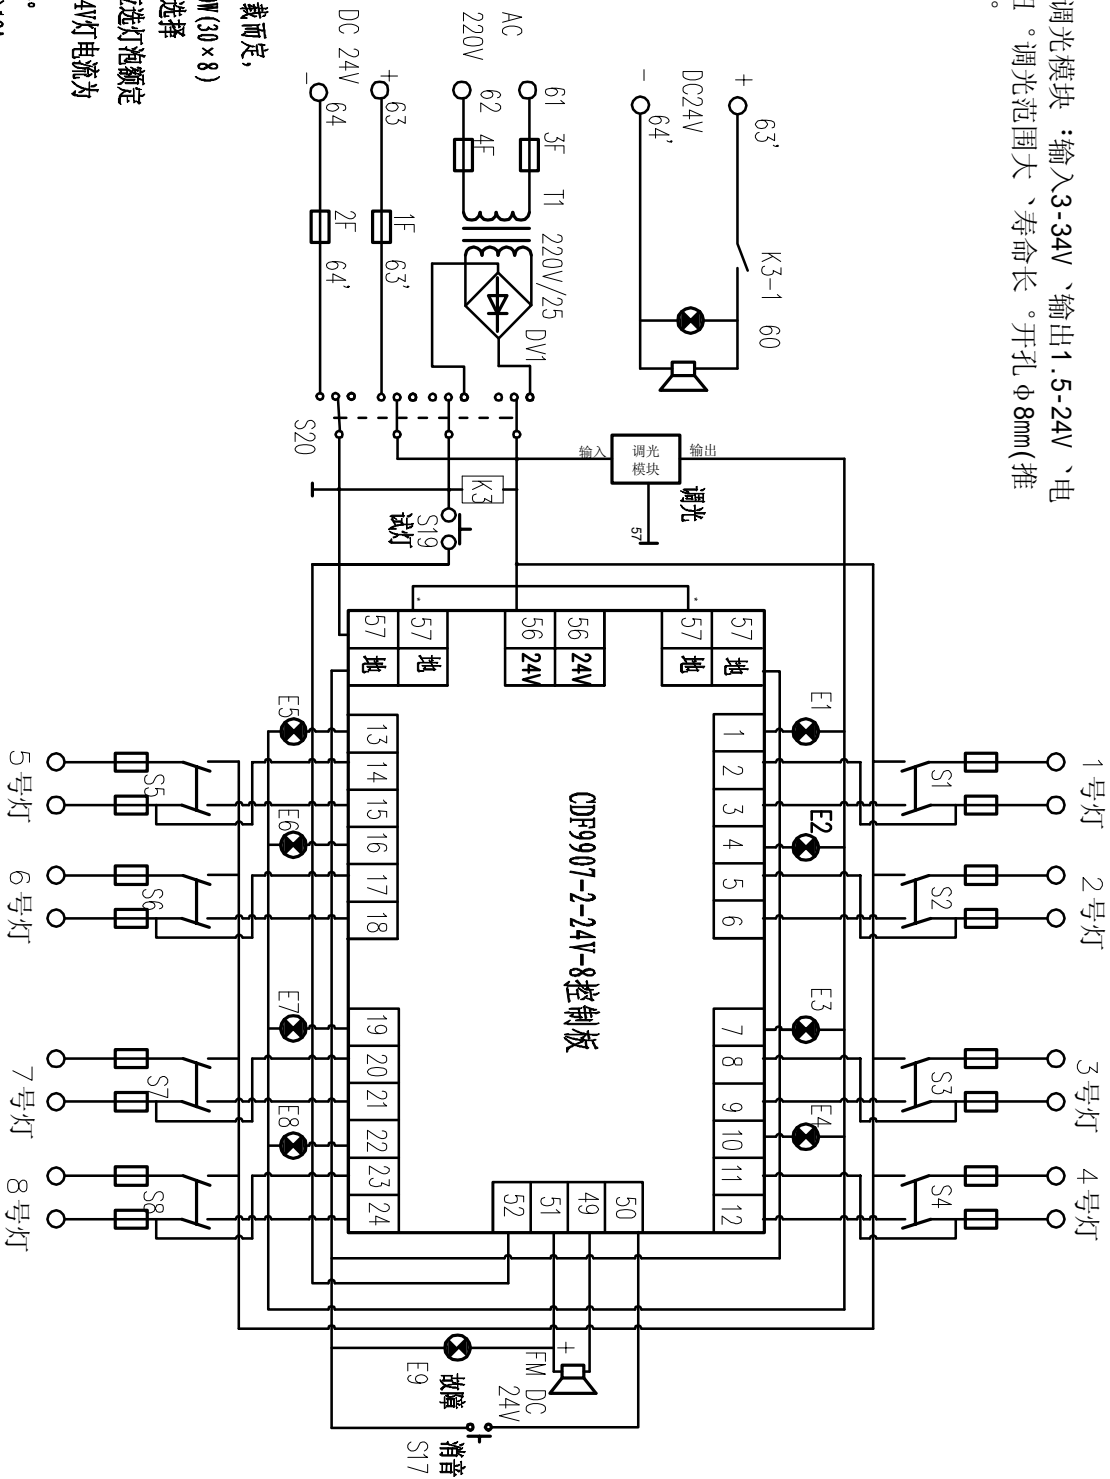 调光模块：输入3-34V、输出1.5-24V、电
。调光范围大、寿命长。开孔Φ8mm(推
载而定，
W(30×8)
选择
应选灯泡额定
4V灯电流为
AC
220V
DC 24V
+
-
61
62
63
64
3F
4F
1F
2F
63'
64'
T1
220V/25
DV1
DC24V
+
-
63'
64'
K3-1
60
S20
K3
S19
试灯
输入
调光
模块
输出
调光
57
57 地
57 地
56 24V
56 24V
57 地
57 地
CDF9907-2-24V-8控制板
1
2
3
4
5
6
7
8
9
10
11
12
13
14
15
16
17
18
19
20
21
22
23
24
52
51
49
50
E1
E2
E3
E4
E5
E6
E7
E8
S1
S2
S3
S4
S5
S6
S7
S8
1号灯
2号灯
3号灯
4号灯
5号灯
6号灯
7号灯
8号灯
+
FM DC
24V
E9
故障
消音
S17